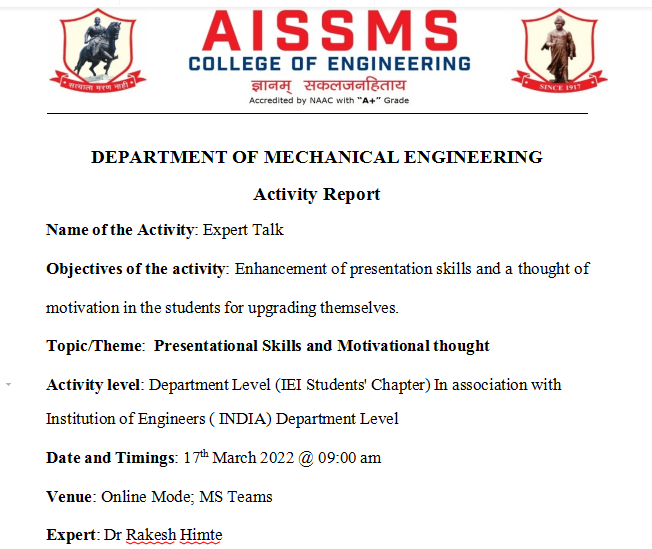 AISSMS
COLLEGE OF ENGINEERING
ज्ञानम् सकलजनहिताय
Accredited by NAAC with "A+" Grade
सत्याला मरण नाही
SINCE 1917
DEPARTMENT OF MECHANICAL ENGINEERING
Activity Report
Name of the Activity: Expert Talk
Objectives of the activity: Enhancement of presentation skills and a thought of
motivation in the students for upgrading themselves.
Topic/Theme: Presentational Skills and Motivational thought
Activity level: Department Level (IEI Students' Chapter) In association with
Institution of Engineers ( INDIA) Department Level
Date and Timings: 17th March 2022 @ 09:00 am
Venue: Online Mode; MS Teams
Expert: Dr Rakesh Himte